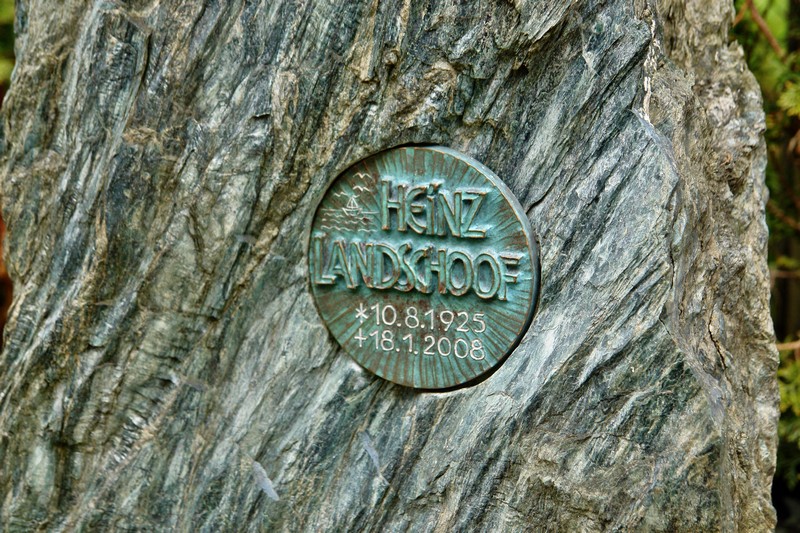 HEINZ
LANDSCHOOF
*10.8.1925
+18.1.2008